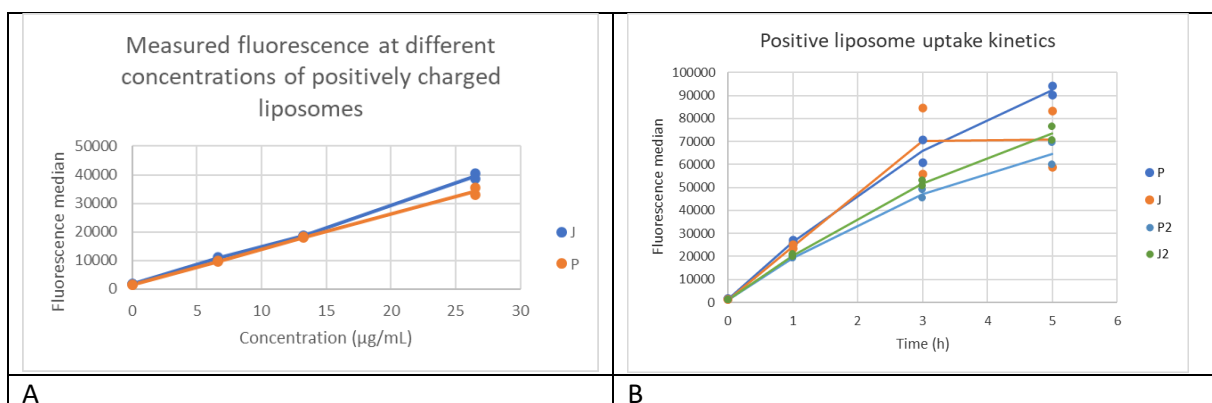 Measured fluorescence at different
concentrations of positively charged
liposomes
Fluorescence median
50000
40000
30000
20000
10000
0
0 5 10 15 20 25 30
Concentration (µg/mL)
J
P
A
Positive liposome uptake kinetics
Fluorescence median
100000
90000
80000
70000
60000
50000
40000
30000
20000
10000
0
0 1 2 3 4 5 6
Time (h)
P
J
P2
J2
B